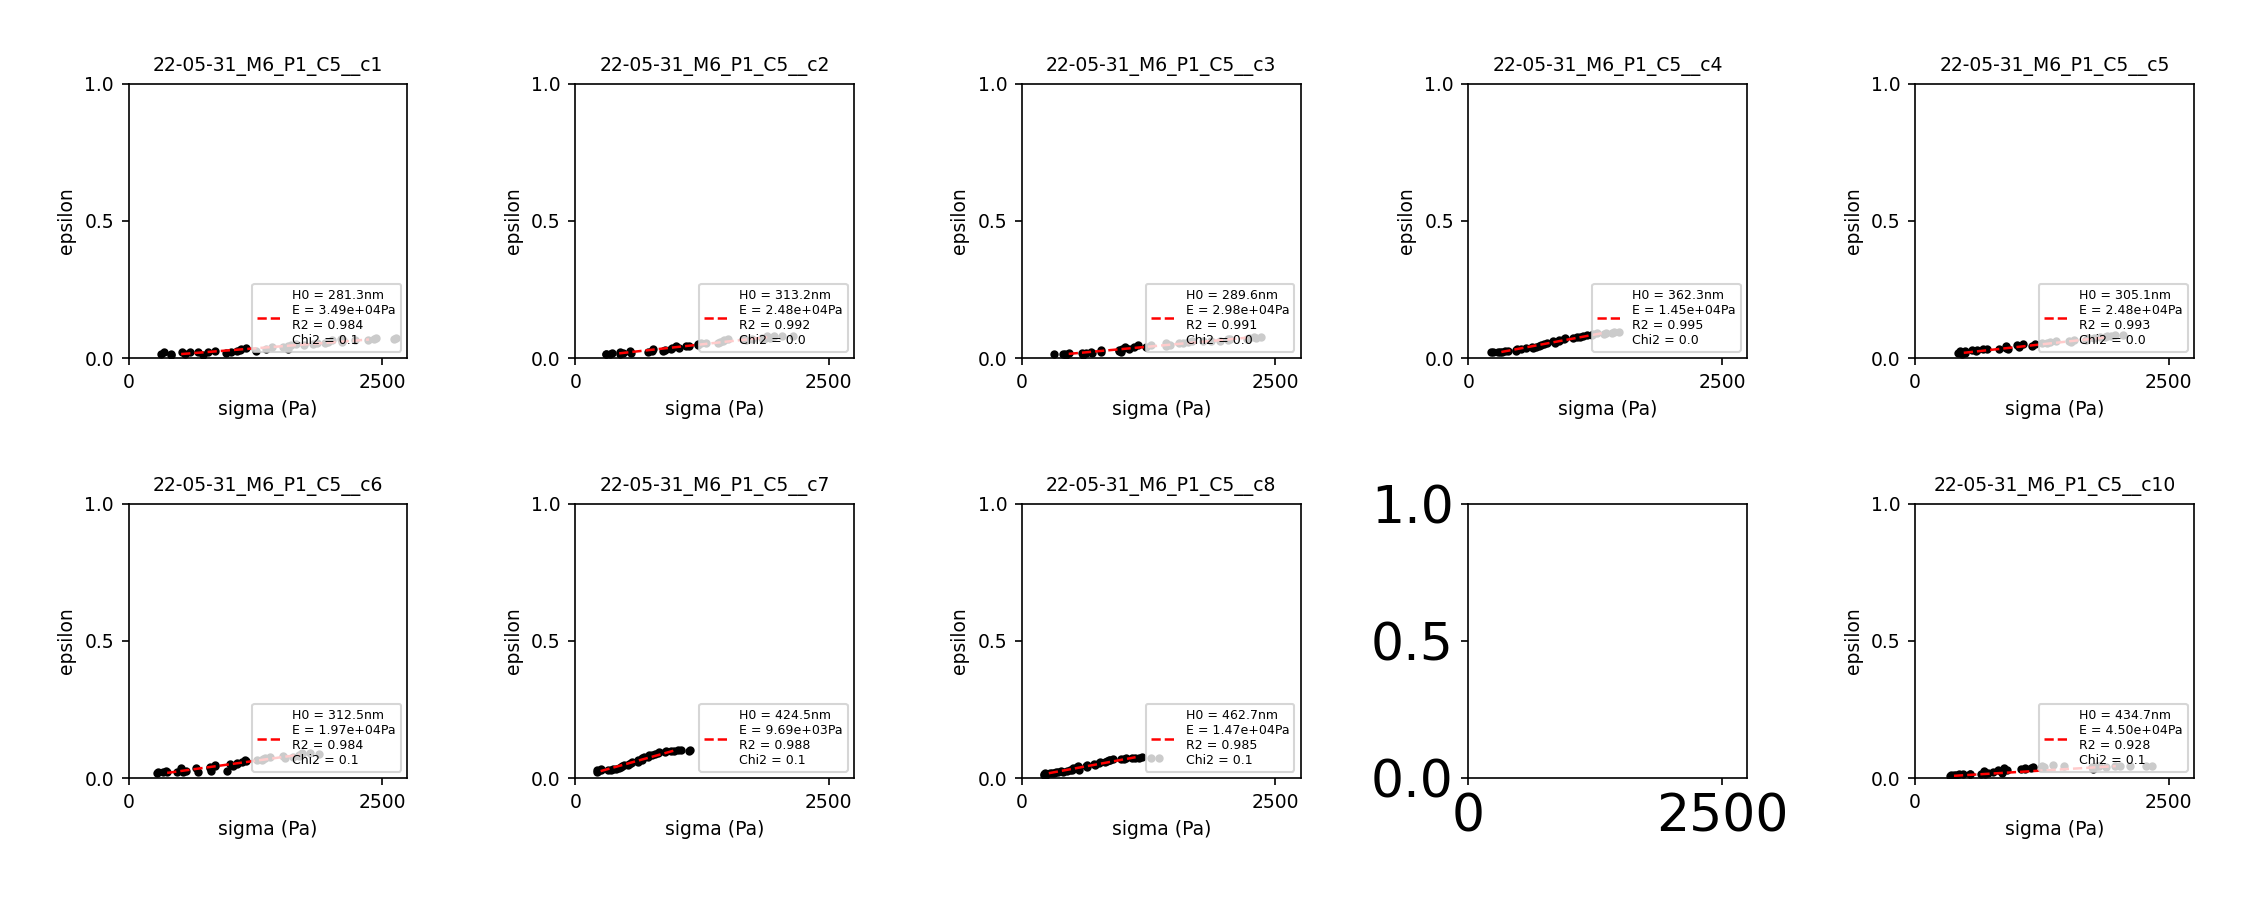 22-05-31_M6_P1_C5__c1
1.0
0.5
0.0
epsilon
H0 = 281.3nm
E = 3.49e+04Pa
R2 = 0.984
Chi2 = 0.1
0 2500
sigma (Pa)
22-05-31_M6_P1_C5__c2
1.0
0.5
0.0
epsilon
H0 = 313.2nm
E = 2.48e+04Pa
R2 = 0.992
Chi2 = 0.0
0 2500
sigma (Pa)
22-05-31_M6_P1_C5__c3
1.0
0.5
0.0
epsilon
H0 = 289.6nm
E = 2.98e+04Pa
R2 = 0.991
Chi2 = 0.0
0 2500
sigma (Pa)
22-05-31_M6_P1_C5__c4
1.0
0.5
0.0
epsilon
H0 = 362.3nm
E = 1.45e+04Pa
R2 = 0.995
Chi2 = 0.0
0 2500
sigma (Pa)
22-05-31_M6_P1_C5__c5
1.0
0.5
0.0
epsilon
H0 = 305.1nm
E = 2.48e+04Pa
R2 = 0.993
Chi2 = 0.0
0 2500
sigma (Pa)
22-05-31_M6_P1_C5__c6
1.0
0.5
0.0
epsilon
H0 = 312.5nm
E = 1.97e+04Pa
R2 = 0.984
Chi2 = 0.1
0 2500
sigma (Pa)
22-05-31_M6_P1_C5__c7
1.0
0.5
0.0
epsilon
H0 = 424.5nm
E = 9.69e+03Pa
R2 = 0.988
Chi2 = 0.1
0 2500
sigma (Pa)
22-05-31_M6_P1_C5__c8
1.0
0.5
0.0
epsilon
H0 = 462.7nm
E = 1.47e+04Pa
R2 = 0.985
Chi2 = 0.1
0 2500
sigma (Pa)
1.0
0.5
0.0
0 2500
22-05-31_M6_P1_C5__c10
1.0
0.5
0.0
epsilon
H0 = 434.7nm
E = 4.50e+04Pa
R2 = 0.928
Chi2 = 0.1
0 2500
sigma (Pa)